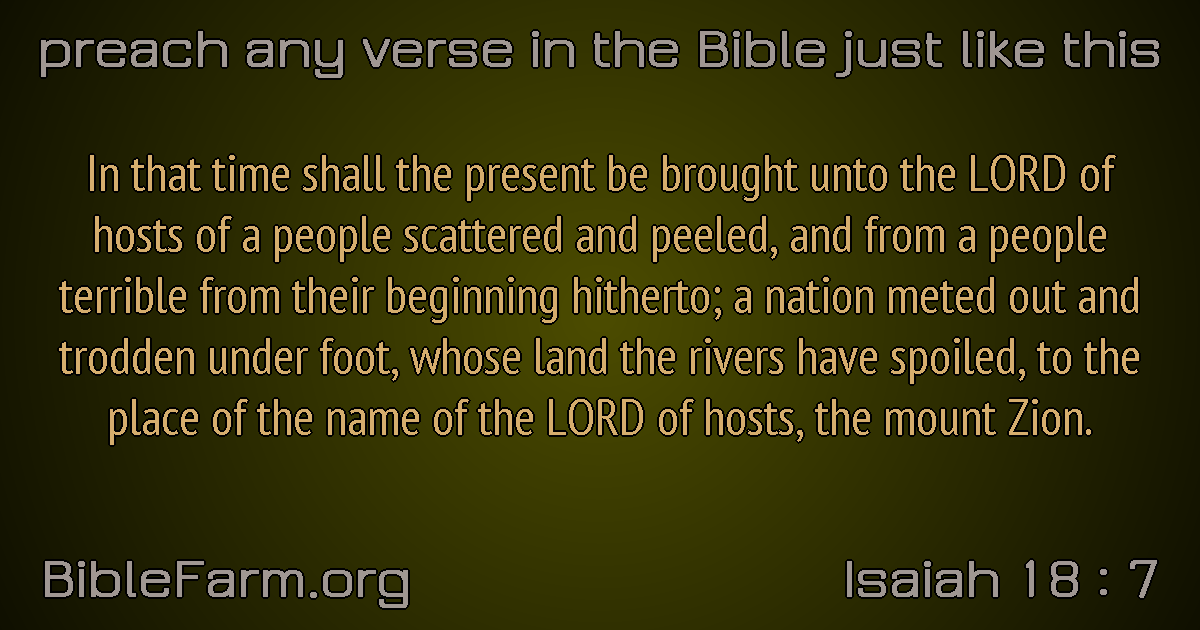 preach any verse in the Bible just like this
In that time shall the present be brought unto the LORD of
hosts of a people scattered and peeled, and from a people
terrible from their beginning hitherto; a nation meted out and
trodden under foot, whose land the rivers have spoiled, to the
place of the name of the LORD of hosts, the mount Zion.
BibleFarm.org
Isaiah 18 : 7